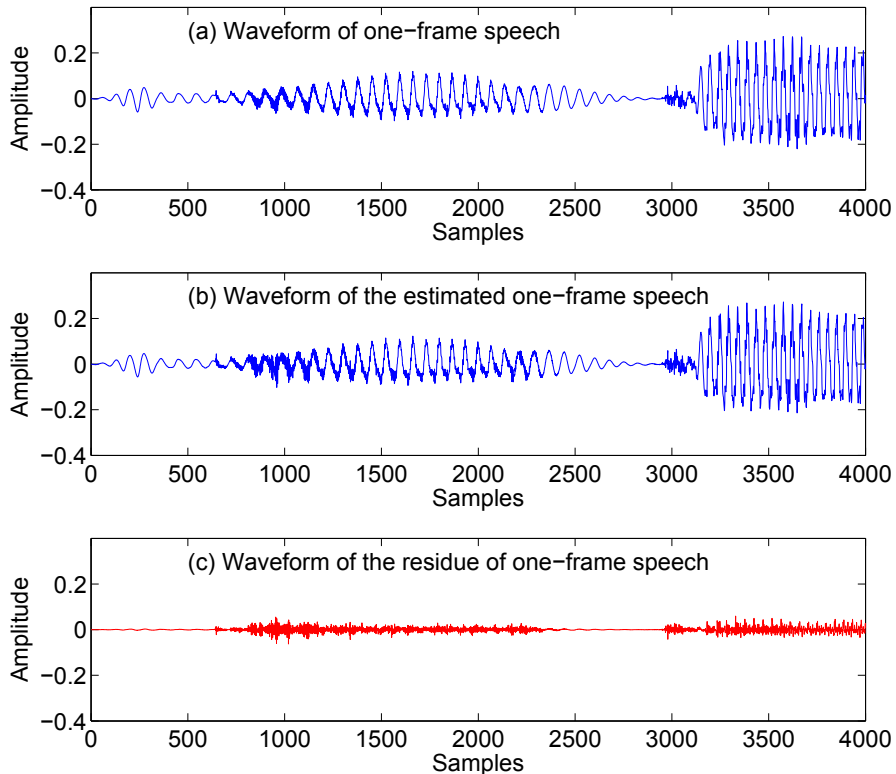 (a) Waveform of one−frame speech
Amplitude
0.2
0
−0.2
−0.4
0 500 1000 1500 2000 2500 3000 3500 4000
Samples
(b) Waveform of the estimated one−frame speech
Amplitude
0.2
0
−0.2
−0.4
0 500 1000 1500 2000 2500 3000 3500 4000
Samples
(c) Waveform of the residue of one−frame speech
Amplitude
0.2
0
−0.2
−0.4
0 500 1000 1500 2000 2500 3000 3500 4000
Samples